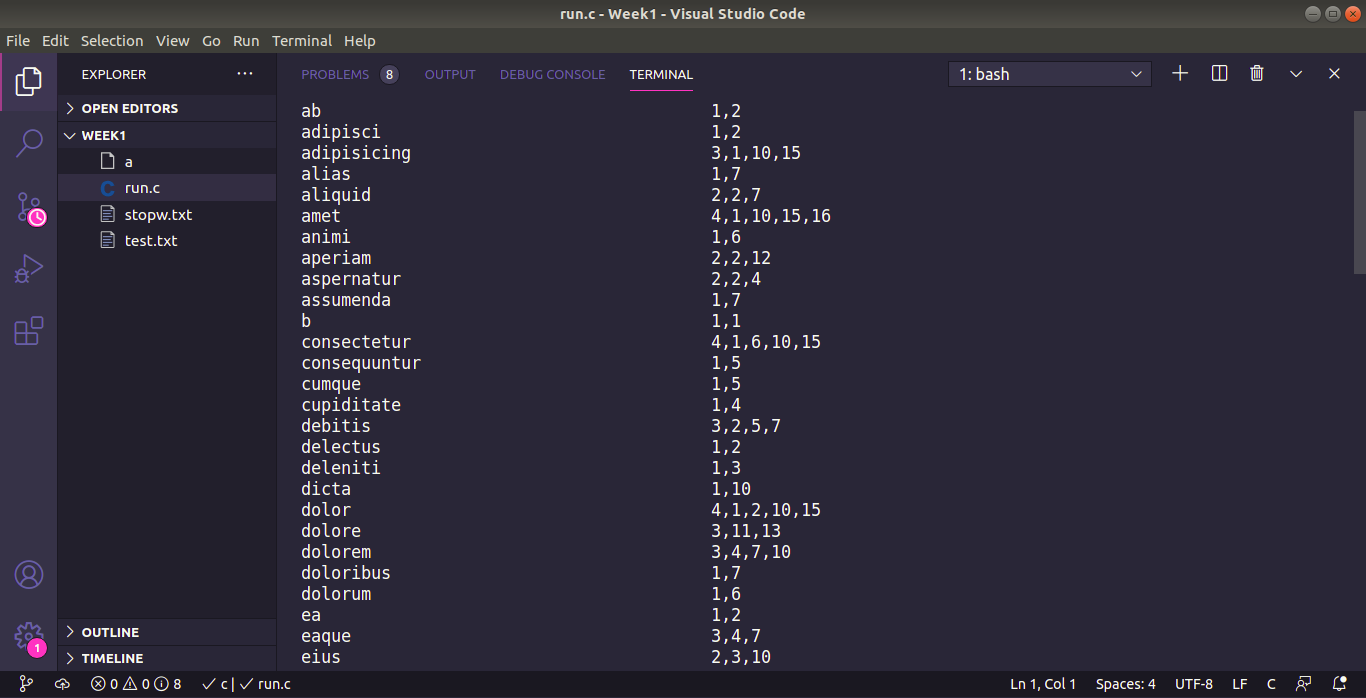 run.c - Week1 - Visual Studio Code
File Edit Selection View Go Run Terminal Help
EXPLORER ···
OPEN EDITORS
WEEK1
a
C run.c
stopw.txt
test.txt
OUTLINE
TIMELINE
1
PROBLEMS 8 OUTPUT DEBUG CONSOLE TERMINAL 1: bash
ab 1,2
adipisci 1,2
adipisicing 3,1,10,15
alias 1,7
aliquid 2,2,7
amet 4,1,10,15,16
animi 1,6
aperiam 2,2,12
aspernatur 2,2,4
assumenda 1,7
b 1,1
consectetur 4,1,6,10,15
consequuntur 1,5
cumque 1,5
cupiditate 1,4
debitis 3,2,5,7
delectus 1,2
deleniti 1,3
dicta 1,10
dolor 4,1,2,10,15
dolore 3,11,13
dolorem 3,4,7,10
doloribus 1,7
dolorum 1,6
ea 1,2
eaque 3,4,7
eius 2,3,10
0 0 8 c | run.c Ln 1, Col 1 Spaces: 4 UTF-8 LF C